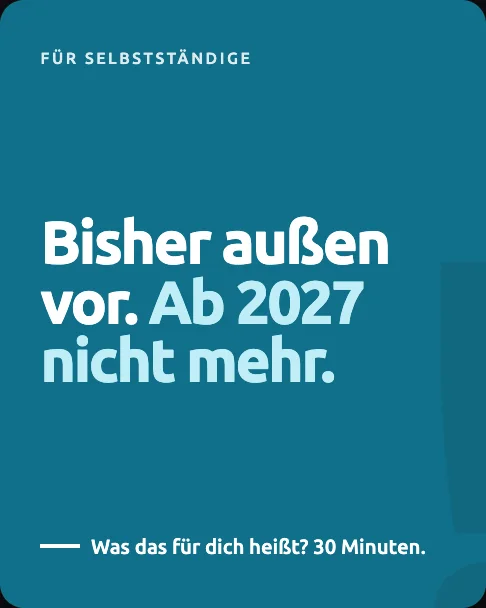 FÜR SELBSTSTÄNDIGE
Bisher außen
vor. Ab 2027
nicht mehr.
Was das für dich heißt? 30 Minuten.